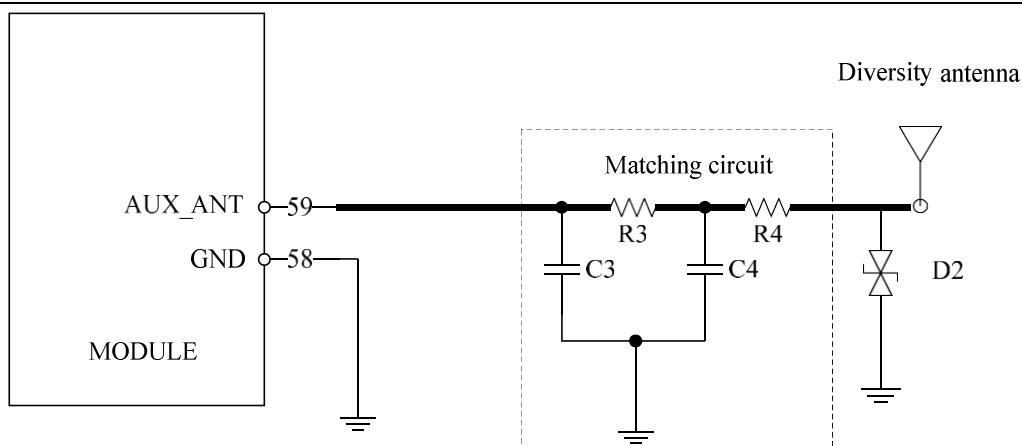 Diversity antenna
Matching circuit
AUX_ANT 59
R3 R4
GND 58
C3 C4 D2
MODULE